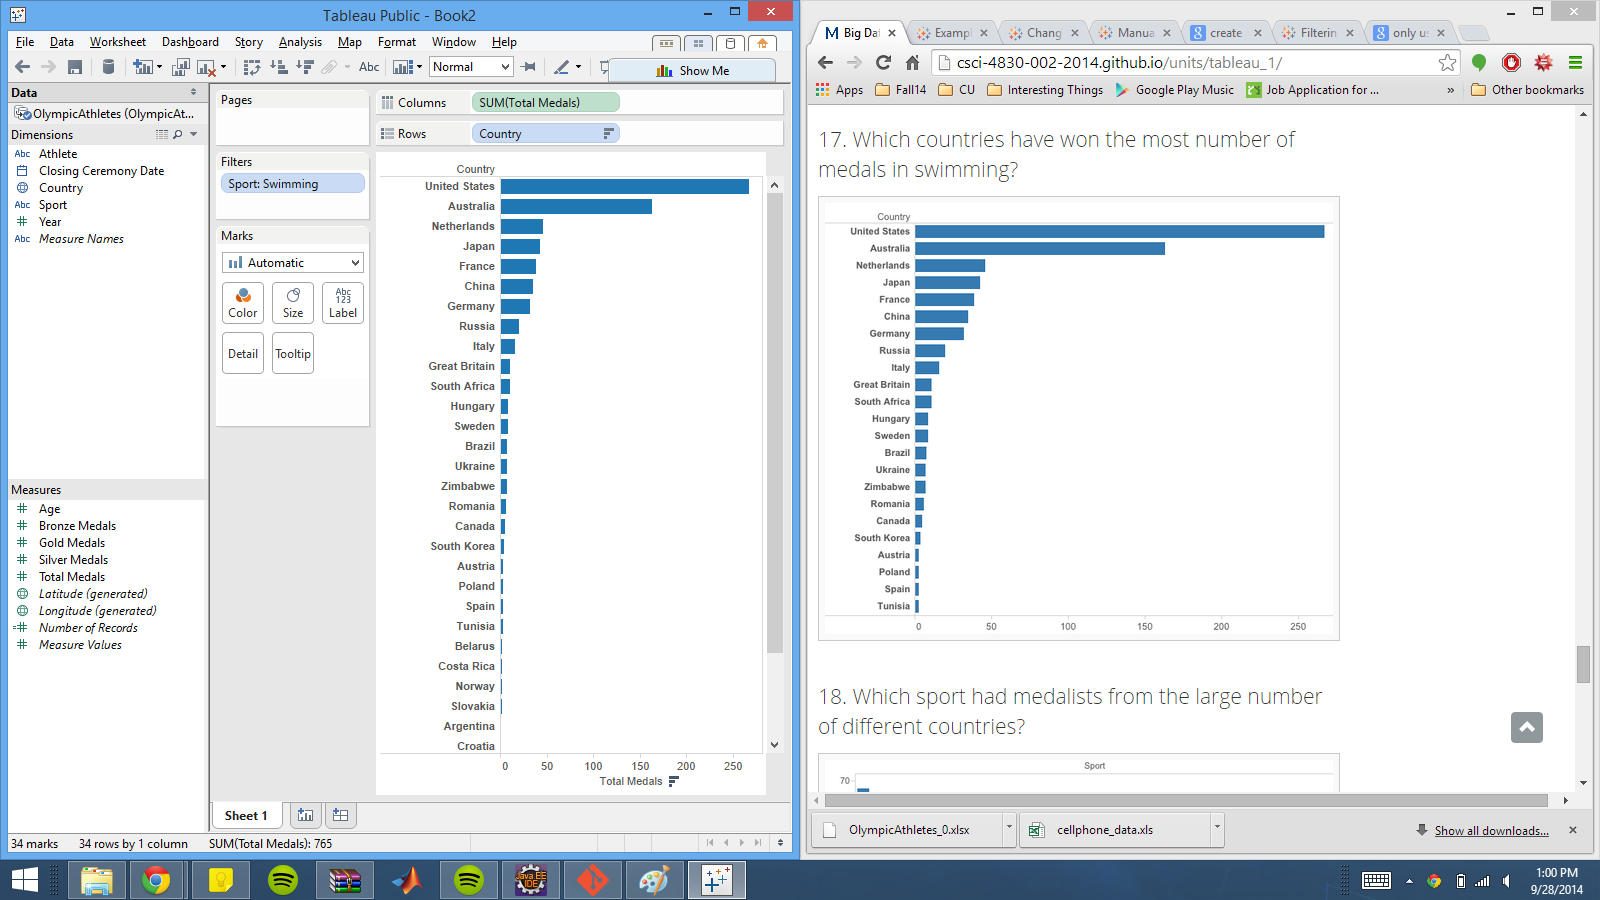 Tableau Public - Book2
File Data Worksheet Dashboard Story Analysis Map Format Window Help
Abc Normal Show Me
Data
OlympicAthletes (OlympicAt...
Dimensions
Abc Athlete
Closing Ceremony Date
Country
Abc Sport
# Year
Abc Measure Names
Measures
# Age
# Bronze Medals
# Gold Medals
# Silver Medals
# Total Medals
Latitude (generated)
Longitude (generated)
=# Number of Records
# Measure Values
Pages
Filters
Sport: Swimming
Marks
Automatic
Color Size Abc 123 Label
Detail Tooltip
Columns SUM(Total Medals)
Rows Country
Country
United States
Australia
Netherlands
Japan
France
China
Germany
Russia
Italy
Great Britain
South Africa
Hungary
Sweden
Brazil
Ukraine
Zimbabwe
Romania
Canada
South Korea
Austria
Poland
Spain
Tunisia
Belarus
Costa Rica
Norway
Slovakia
Argentina
Croatia
0 50 100 150 200 250
Total Medals
Sheet 1
34 marks 34 rows by 1 column SUM(Total Medals): 765
M Big Dat Exampl Chang Manua g create Filterin g only us
csci-4830-002-2014.github.io/units/tableau_1/
Apps Fall14 CU Interesting Things Google Play Music Job Application for ... » Other bookmarks
17. Which countries have won the most number of
medals in swimming?
Country
United States
Australia
Netherlands
Japan
France
China
Germany
Russia
Italy
Great Britain
South Africa
Hungary
Sweden
Brazil
Ukraine
Zimbabwe
Romania
Canada
South Korea
Austria
Poland
Spain
Tunisia
0 50 100 150 200 250
18. Which sport had medalists from the large number
of different countries?
Sport
70
OlympicAthletes_0.xlsx cellphone_data.xls Show all downloads...
Java EE
IDE
1:00 PM
9/28/2014